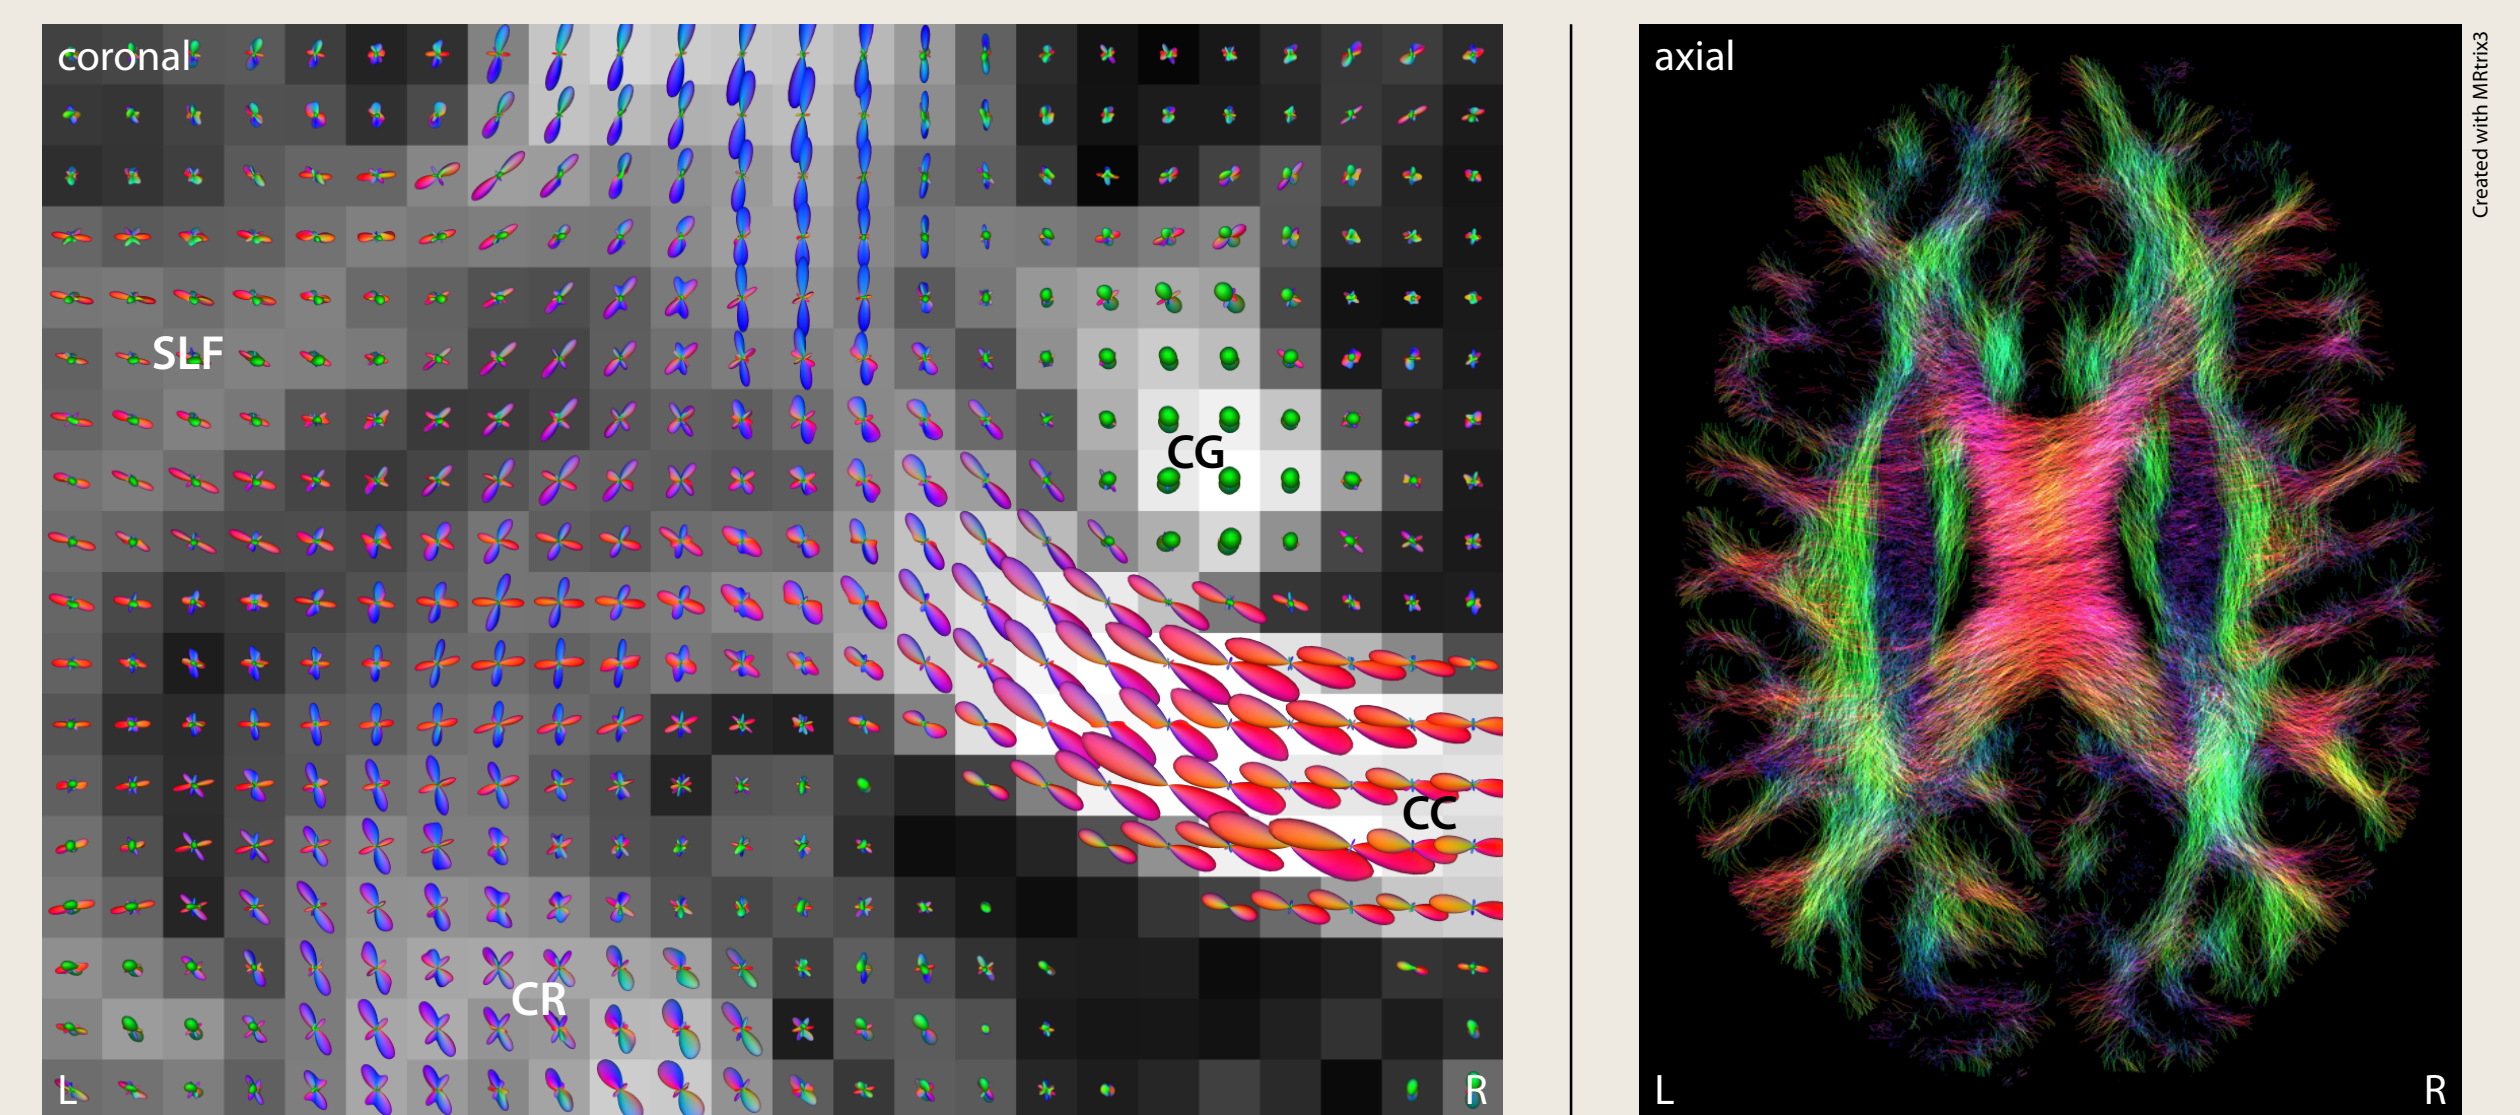 coronal
SLF
CG
CC
CR
L
R
axial
L
R
Created with MRtrix3